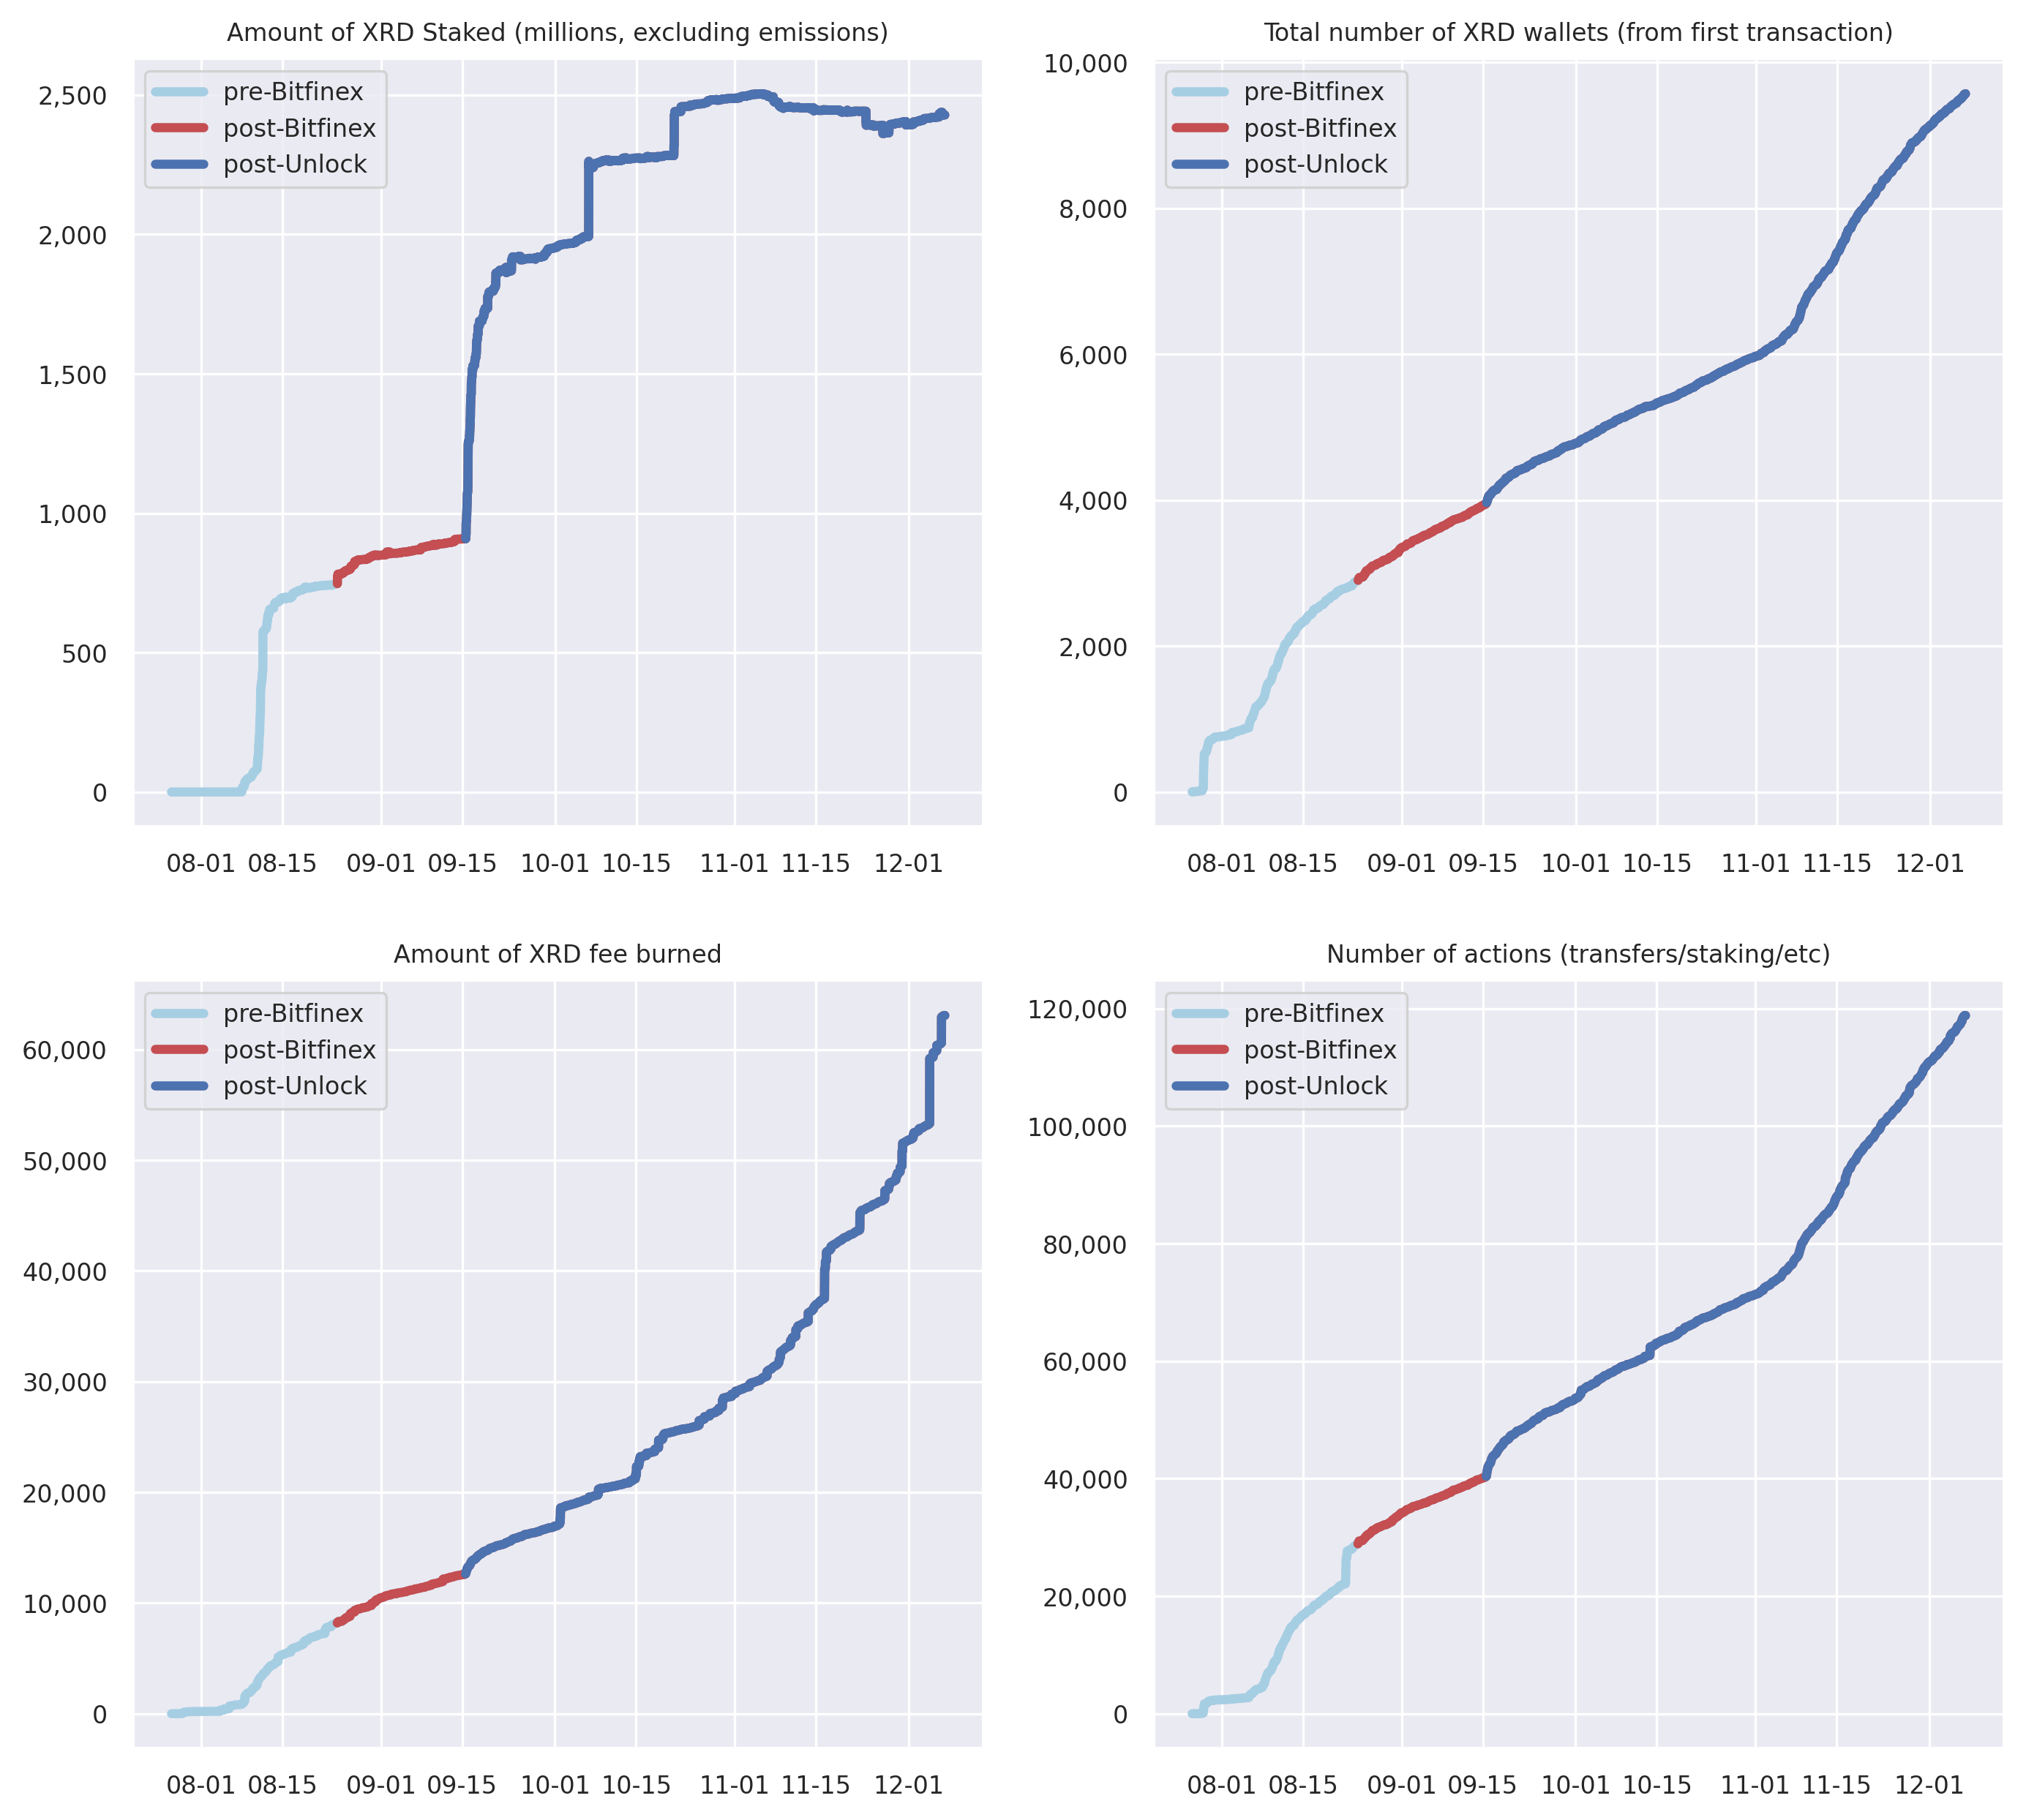 Amount of XRD Staked (millions, excluding emissions)
pre-Bitfinex
post-Bitfinex
post-Unlock
2,500
2,000
1,500
1,000
500
0
08-01 08-15 09-01 09-15 10-01 10-15 11-01 11-15 12-01
Total number of XRD wallets (from first transaction)
pre-Bitfinex
post-Bitfinex
post-Unlock
10,000
8,000
6,000
4,000
2,000
0
08-01 08-15 09-01 09-15 10-01 10-15 11-01 11-15 12-01
Amount of XRD fee burned
pre-Bitfinex
post-Bitfinex
post-Unlock
60,000
50,000
40,000
30,000
20,000
10,000
0
08-01 08-15 09-01 09-15 10-01 10-15 11-01 11-15 12-01
Number of actions (transfers/staking/etc)
pre-Bitfinex
post-Bitfinex
post-Unlock
120,000
100,000
80,000
60,000
40,000
20,000
0
08-01 08-15 09-01 09-15 10-01 10-15 11-01 11-15 12-01